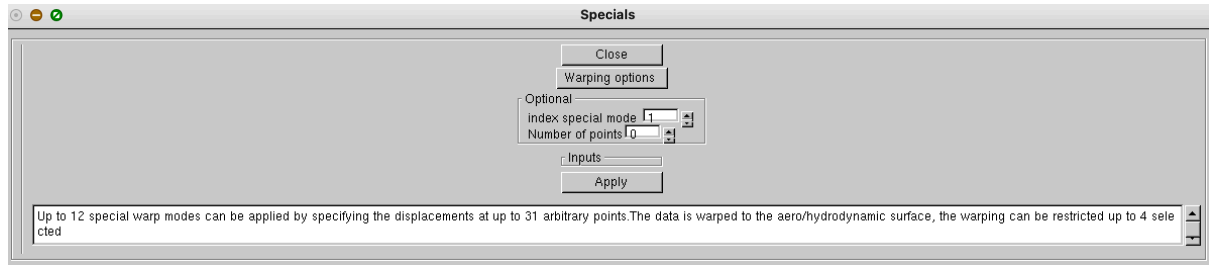 Specials
Close
Warping options
Optional
index special mode 1
Number of points 0
Inputs
Apply
Up to 12 special warp modes can be applied by specifying the displacements at up to 31 arbitrary points.The data is warped to the aero/hydrodynamic surface, the warping can be restricted up to 4 sele
cted